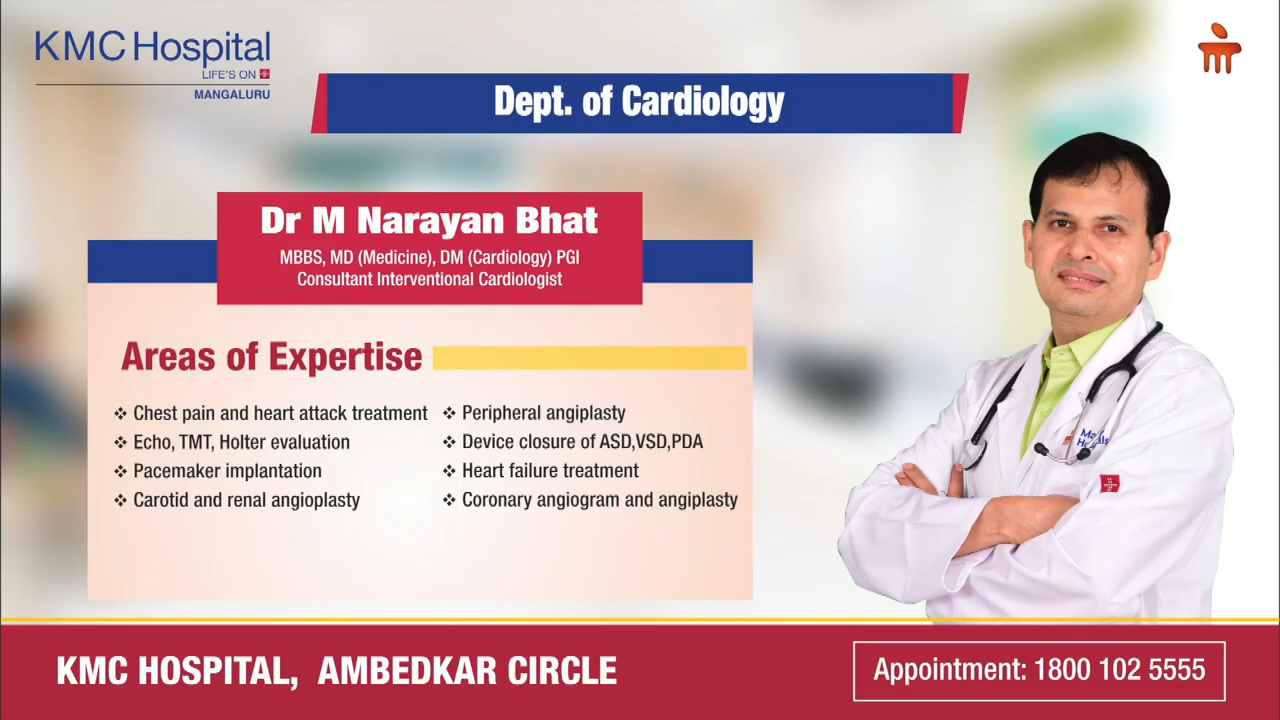 KMC Hospital
LIFE'S ON
MANGALURU
Dept. of Cardiology
Dr M Narayan Bhat
MBBS, MD (Medicine), DM (Cardiology) PGI
Consultant Interventional Cardiologist
Areas of Expertise
❖ Chest pain and heart attack treatment
❖ Echo, TMT, Holter evaluation
❖ Pacemaker implantation
❖ Carotid and renal angioplasty
❖ Peripheral angiplasty
❖ Device closure of ASD,VSD,PDA
❖ Heart failure treatment
❖ Coronary angiogram and angiplasty
KMC HOSPITAL, AMBEDKAR CIRCLE
Appointment: 1800 102 5555